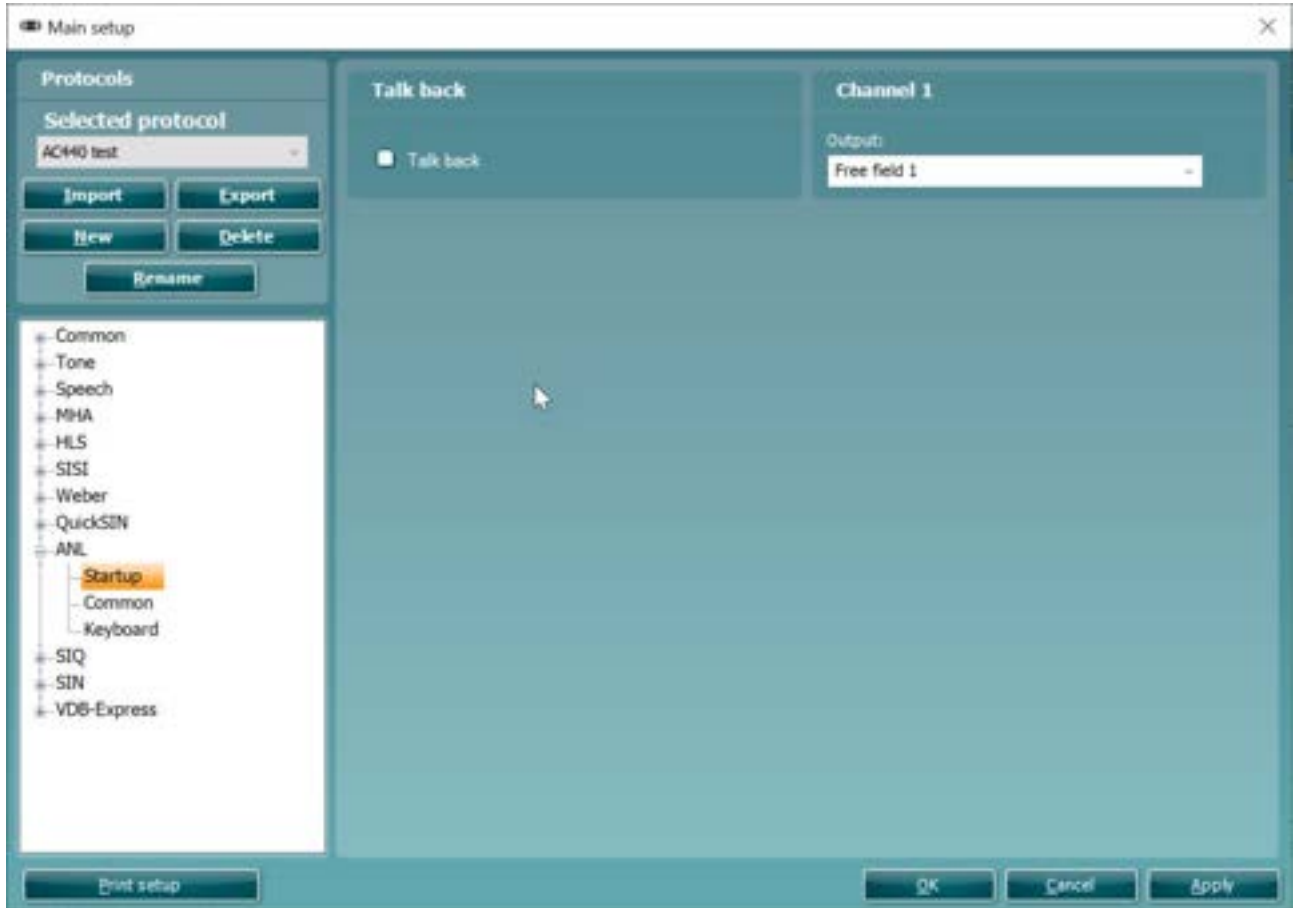 Main setup
Protocols
Selected protocol
AC440 test
Import
Export
New
Delete
Rename
Common
Tone
Speech
MHA
HLS
SISI
Weber
QuickSIN
ANL
Startup
Common
Keyboard
SIQ
SIN
VDB-Express
Print setup
Talk back
Talk back
Channel 1
Output:
Free field 1
OK
Cancel
Apply